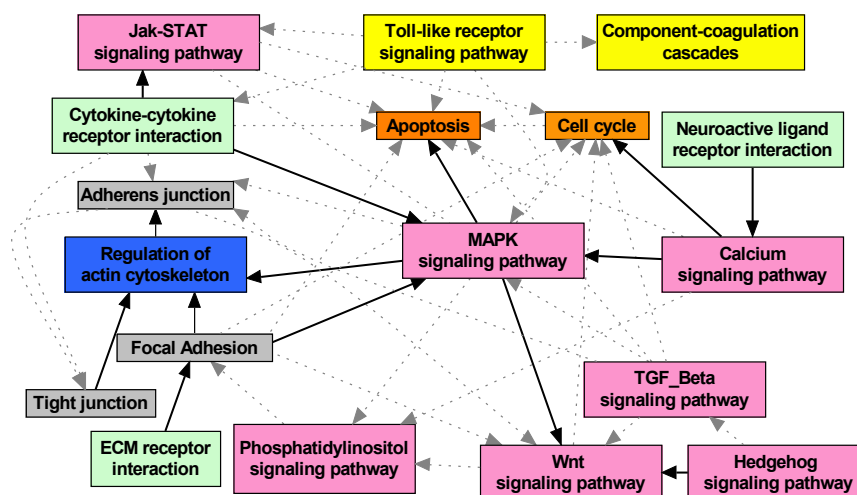 Jak-STAT
signaling pathway
Toll-like receptor
signaling pathway
Component-coagulation
cascades
Cytokine-cytokine
receptor interaction
Apoptosis
Cell cycle
Neuroactive ligand
receptor interaction
Adherens junction
Regulation of
actin cytoskeleton
MAPK
signaling pathway
Calcium
signaling pathway
Focal Adhesion
Tight junction
TGF_Beta
signaling pathway
ECM receptor
interaction
Phosphatidylinositol
signaling pathway
Wnt
signaling pathway
Hedgehog
signaling pathway